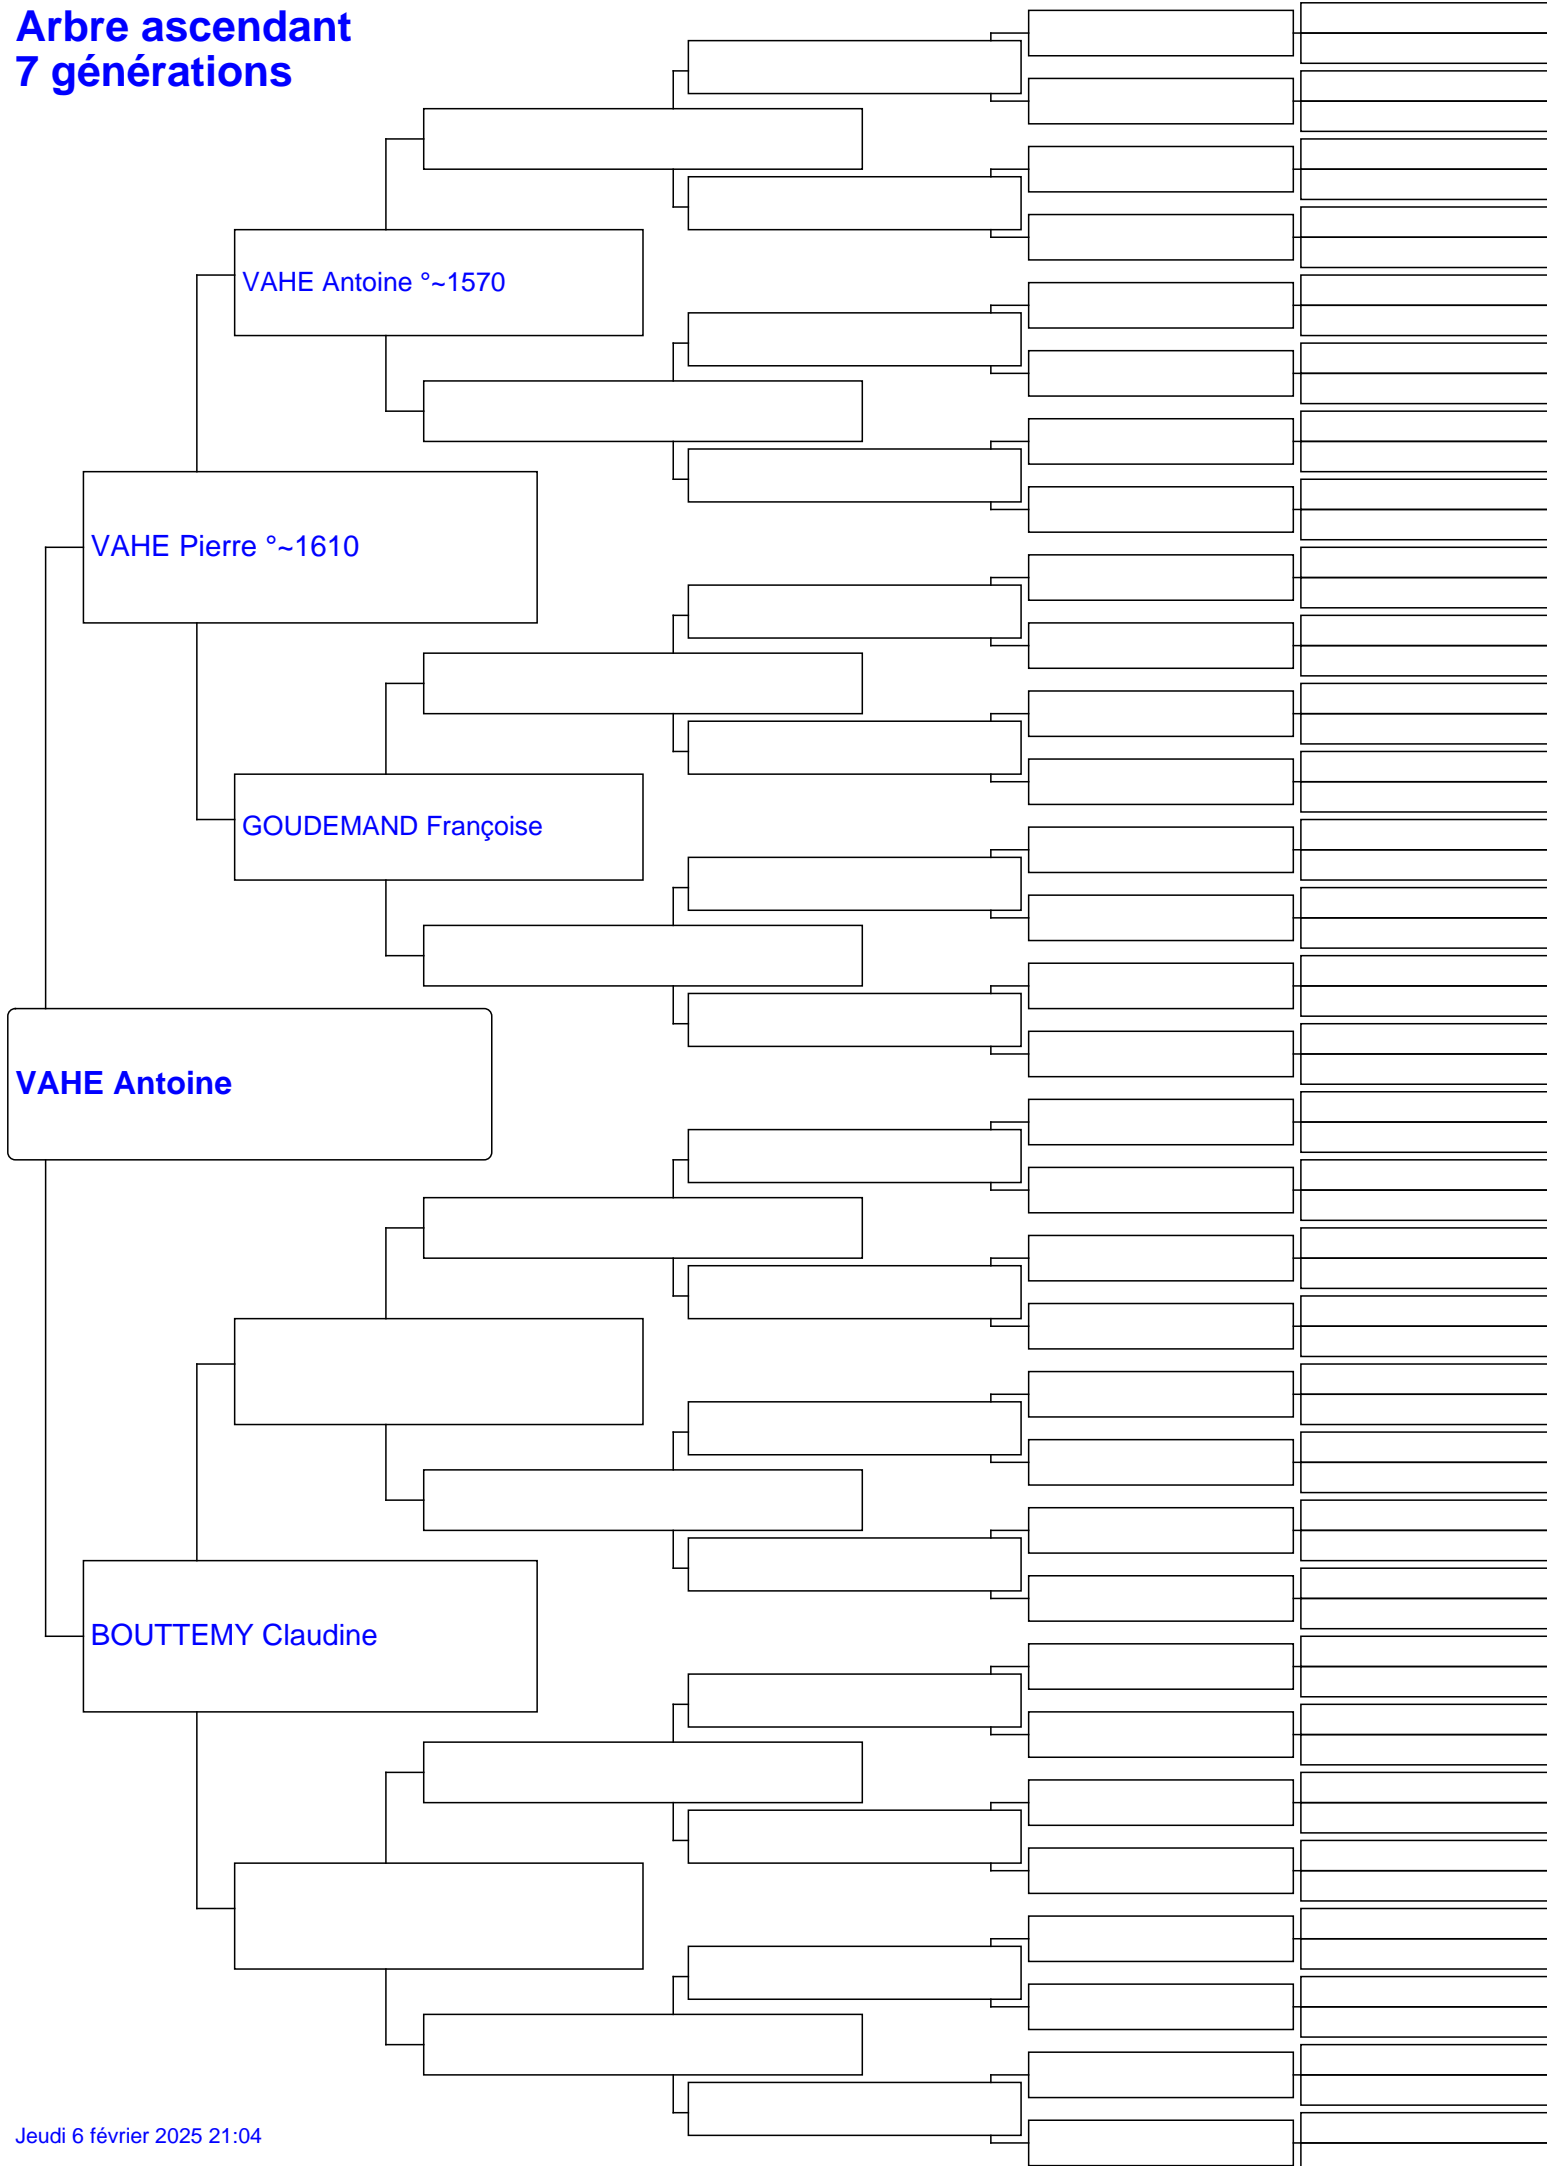 Arbre ascendant
7 générations
VAHE Antoine °~1570
VAHE Pierre °~1610
GOUDEMAND Françoise
VAHE Antoine
BOUTTEMY Claudine
Jeudi 6 février 2025 21:04